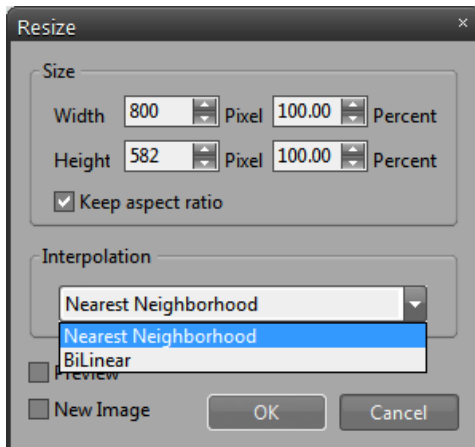 Resize
Size
Width 800 Pixel 100.00 Percent
Height 582 Pixel 100.00 Percent
Keep aspect ratio
Interpolation
Nearest Neighborhood
Nearest Neighborhood
BiLinear
Preview
New Image OK Cancel